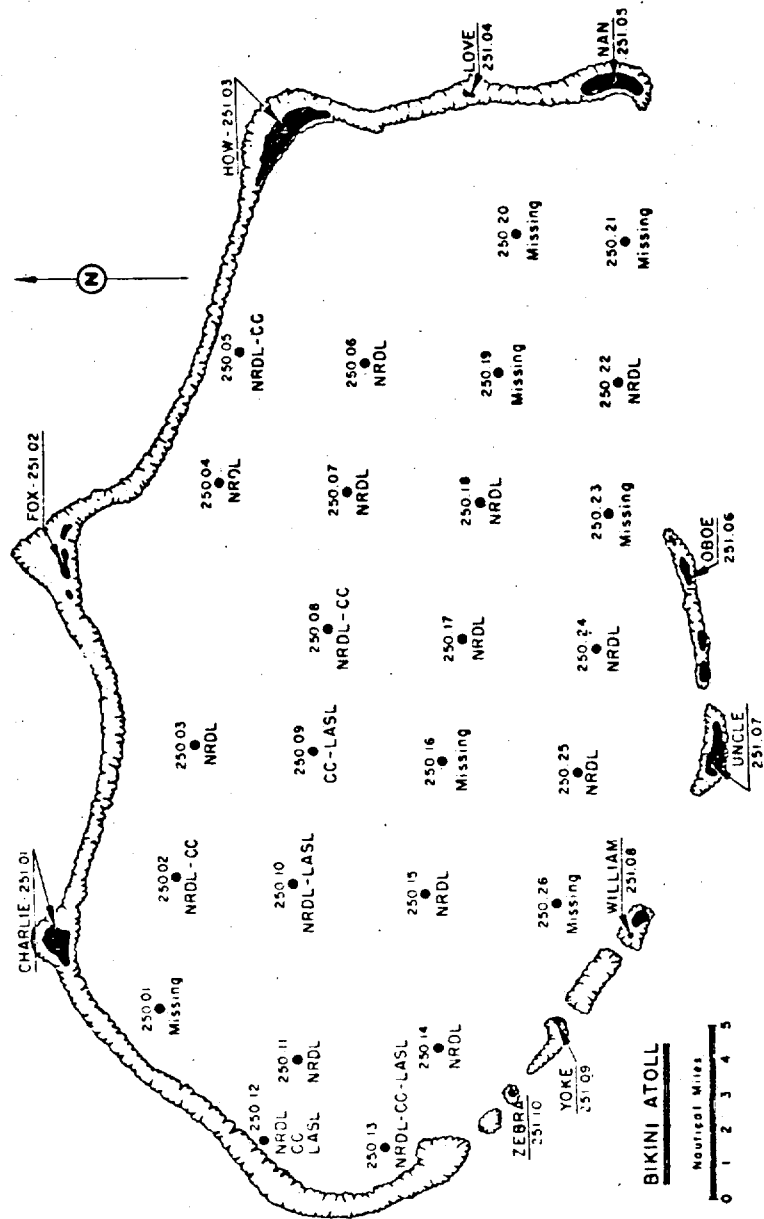 CHARLIE-251.01
FOX-251.02
HOW-251.03
LOVE
251.04
NAN
251.05
N
250.01
Missing
250.02
NRDL-CC
250.03
NRDL
250.04
NRDL
250.05
NRDL-CC
250.12
NRDL
CC
LASL
250.11
NRDL
250.10
NRDL-LASL
250.09
CC-LASL
250.08
NRDL-CC
250.07
NRDL
250.06
NRDL
250.13
NRDL-CC-LASL
250.14
NRDL
250.15
NRDL
250.16
Missing
250.17
NRDL
250.18
NRDL
250.19
Missing
250.20
Missing
250.26
Missing
250.25
NRDL
250.24
NRDL
250.23
Missing
250.22
NRDL
250.21
Missing
ZEBRA
251.10
YOKE
251.09
WILLIAM
251.08
UNCLE
251.07
OBOE
251.06
BIKINI ATOLL
Nautical Miles
0 1 2 3 4 5